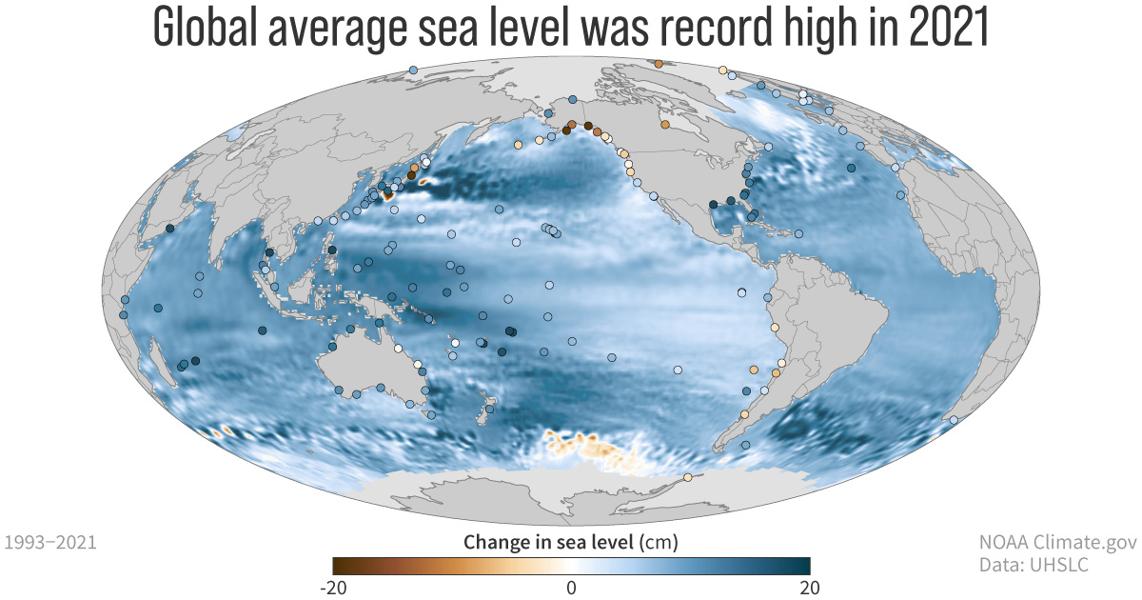 Global average sea level was record high in 2021
1993–2021
Change in sea level (cm)
-20
0
20
NOAA Climate.gov
Data: UHSLC